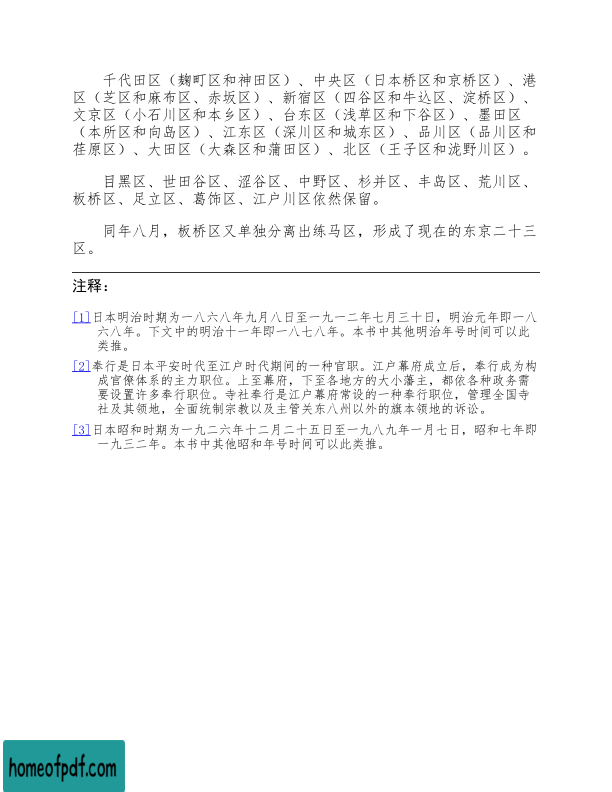 千代田区（麹町区和神田区）、中央区（日本桥区和京桥区）、港
区（芝区和麻布区、赤坂区）、新宿区（四谷区和牛込区、淀桥区）、
文京区（小石川区和本乡区）、台东区（浅草区和下谷区）、墨田区
（本所区和向岛区）、江东区（深川区和城东区）、品川区（品川区和
荏原区）、大田区（大森区和蒲田区）、北区（王子区和泷野川区）。
目黑区、世田谷区、涩谷区、中野区、杉并区、丰岛区、荒川区、
板桥区、足立区、葛饰区、江户川区依然保留。
同年八月，板桥区又单独分离出练马区，形成了现在的东京二十三
区。
注释：
[1]日本明治时期为一八六八年九月八日至一九一二年七月三十日，明治元年即一八
六八年。下文中的明治十一年即一八七八年。本书中其他明治年号时间可以此
类推。
[2]奉行是日本平安时代至江户时代期间的一种官职。江户幕府成立后，奉行成为构
成官僚体系的主力职位。上至幕府，下至各地方的大小藩主，都依各种政务需
要设置许多奉行职位。寺社奉行是江户幕府常设的一种奉行职位，管理全国寺
社及其领地，全面统制宗教以及主管关东八州以外的旗本领地的诉讼。
[3]日本昭和时期为一九二六年十二月二十五日至一九八九年一月七日，昭和七年即
一九三二年。本书中其他昭和年号时间可以此类推。
homeofpdf.com